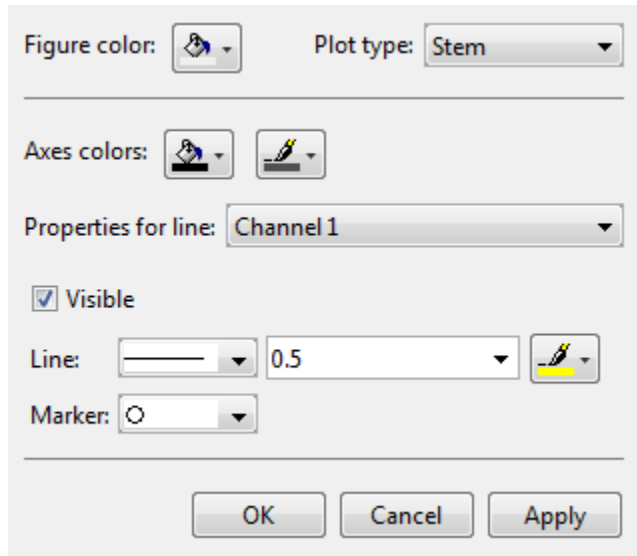 Figure color: Plot type: Stem
Axes colors:
Properties for line: Channel 1
Visible
Line: 0.5
Marker:
OK Cancel Apply